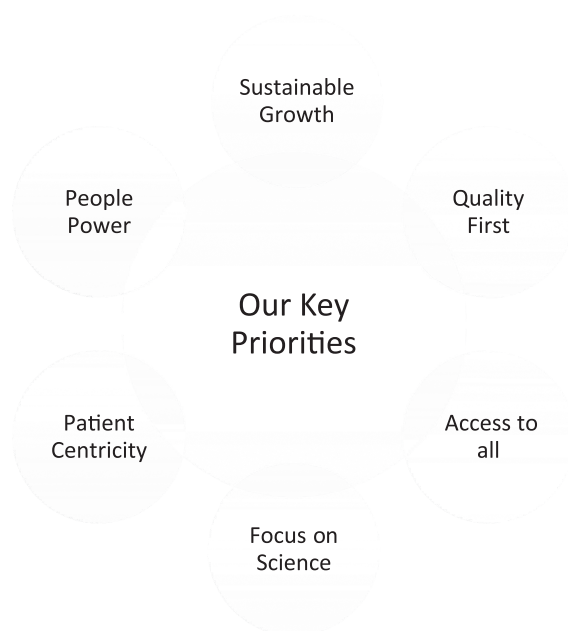 Sustainable
Growth
People
Power
Quality
First
Our Key
Priorities
Patient
Centricity
Access to
all
Focus on
Science